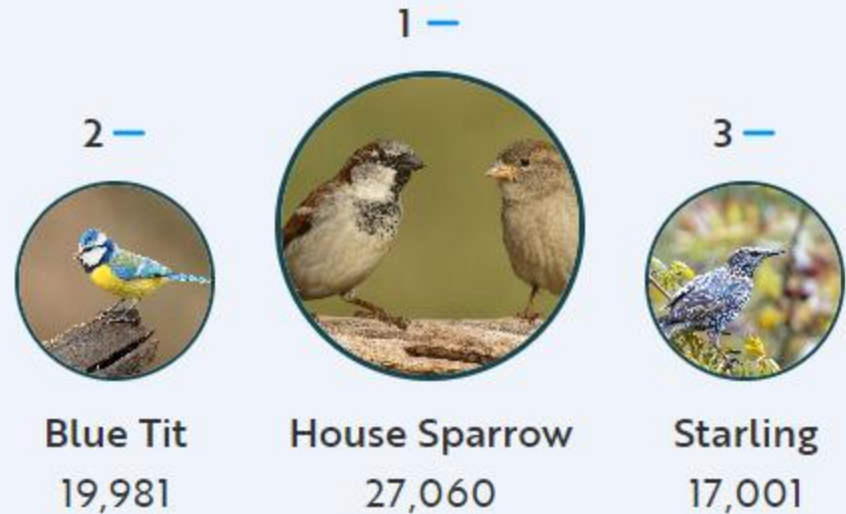 1
2
3
Blue Tit
House Sparrow
Starling
19,981
27,060
17,001